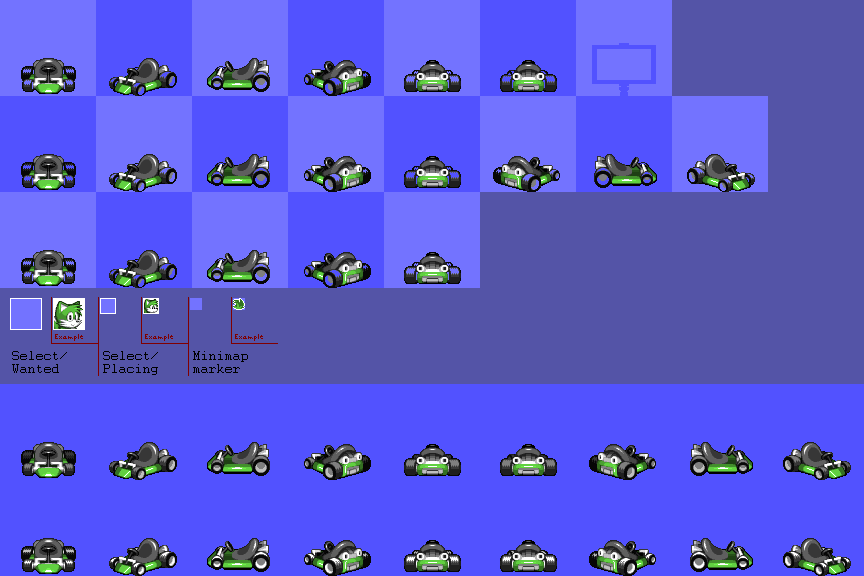 Example
Example
Example
Select/
Wanted
Select/
Placing
Minimap
marker